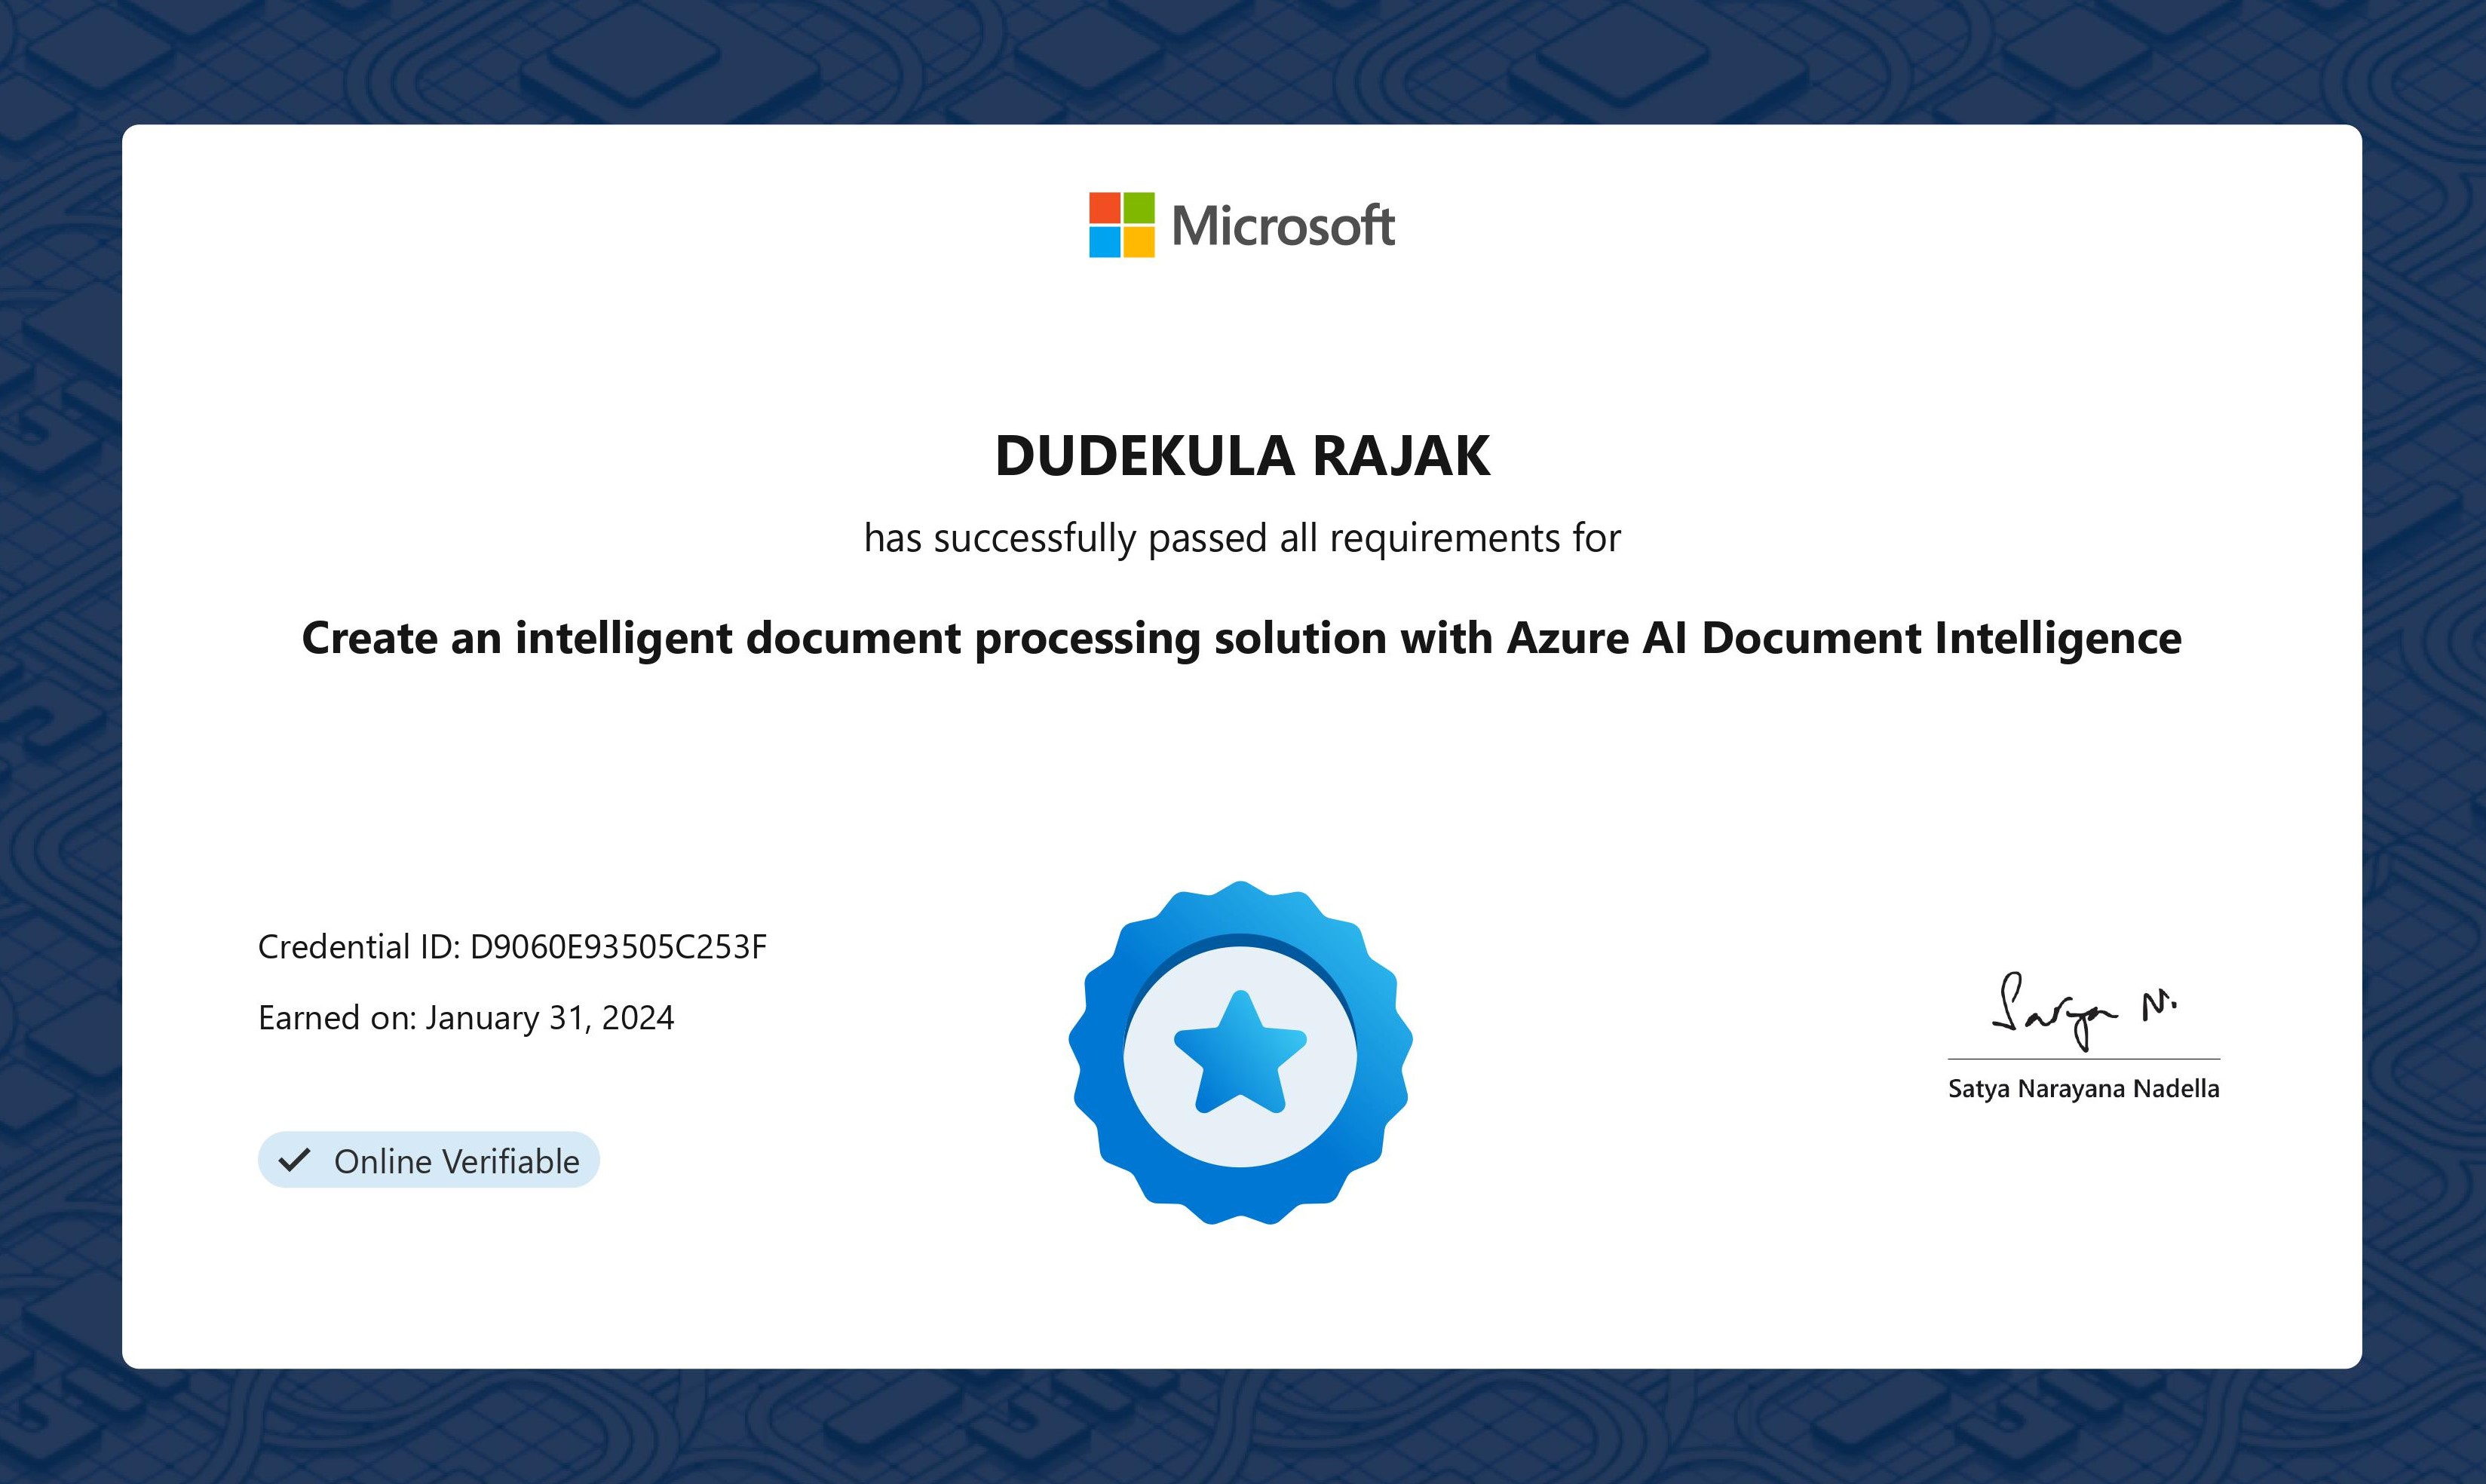 Microsoft
DUDEKULA RAJAK
has successfully passed all requirements for
Create an intelligent document processing solution with Azure AI Document Intelligence
Credential ID: D9060E93505C253F
Earned on: January 31, 2024
Online Verifiable
Satya N.
Satya Narayana Nadella